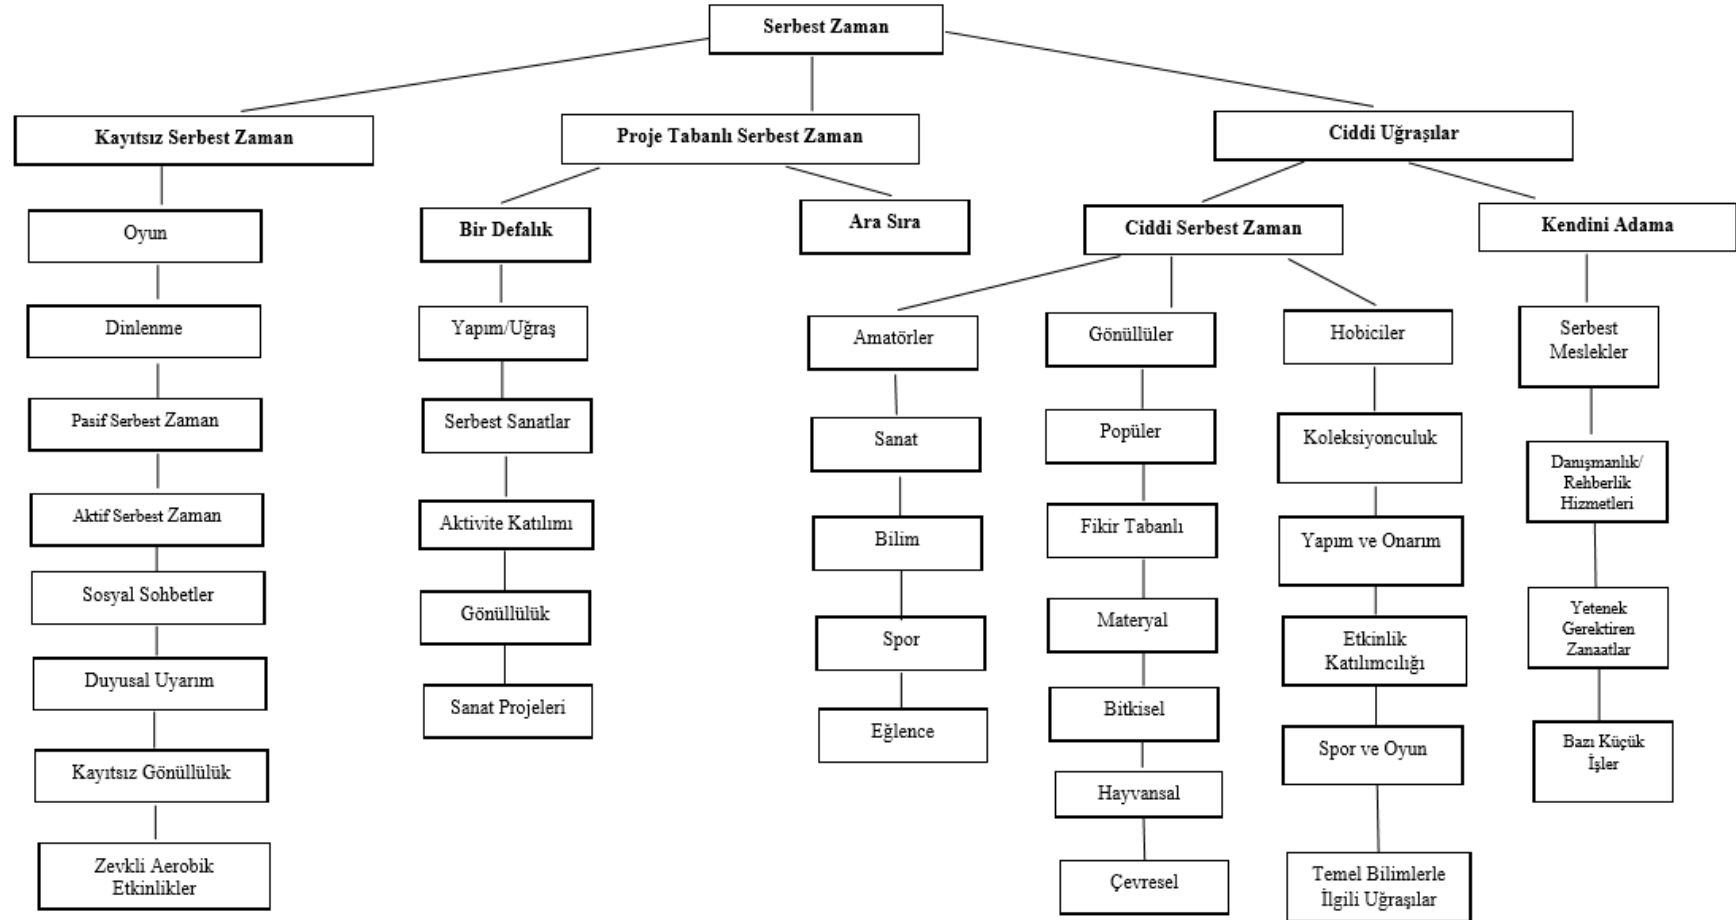 Serbest Zaman
Kayıtsız Serbest Zaman
Proje Tabanlı Serbest Zaman
Ciddi Uğraşılar
Oyun
Dinlenme
Pasif Serbest Zaman
Aktif Serbest Zaman
Sosyal Sohbetler
Duyusal Uyarım
Kayıtsız Gönüllülük
Zevkli Aerobik
Etkinlikler
Bir Defalık
Yapım/Uğraş
Serbest Sanatlar
Aktivite Katılımı
Gönüllülük
Sanat Projeleri
Ara Sıra
Ciddi Serbest Zaman
Amatörler
Sanat
Bilim
Spor
Eğlence
Gönüllüler
Popüler
Fikir Tabanlı
Materyal
Bitkisel
Hayvansal
Çevresel
Hobiciler
Koleksiyonculuk
Yapım ve Onarım
Etkinlik
Katılımcılığı
Spor ve Oyun
Temel Bilimlerle
İlgili Uğraşılar
Kendini Adama
Serbest
Meslekler
Danışmanlık/
Rehberlik
Hizmetleri
Yetenek
Gerektiren
Zanaatlar
Bazı Küçük
İşler